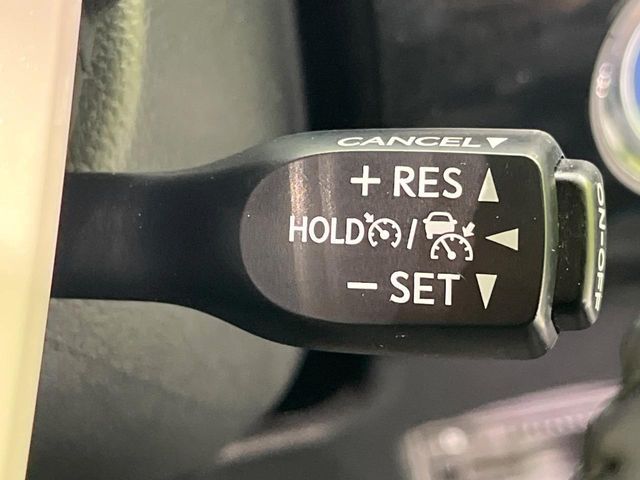 CANCEL▼
+ RES ▲
HOLD / ◀
- SET ▼
ON-OFF